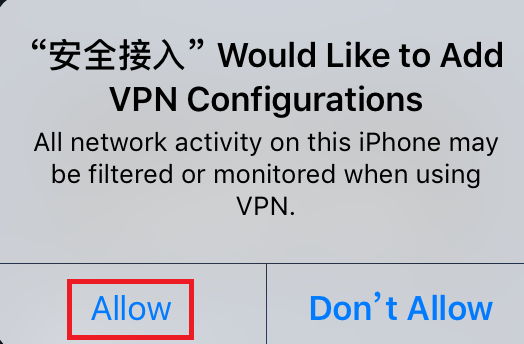 “安全接入” Would Like to Add
VPN Configurations
All network activity on this iPhone may
be filtered or monitored when using
VPN.
Allow
Don’t Allow